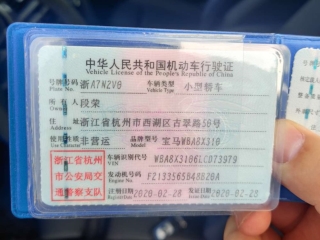 中华人民共和国机动车行驶证
Vehicle License of the People's Republic of China
号牌号码 浙A7N2V8 车辆类型 小型轿车
Plate No. Vehicle Type
所有人 段荣
Owner
住址 浙江省杭州市西湖区古翠路58号
Address
使用性质 非营运 品牌型号 宝马WBA8X310
Use Character Model
浙江省杭州市公安局交通警察支队
车辆识别代号 WBA8X3106LCB73979
VIN
发动机号码 FZ133565848820A
Engine No.
注册日期 2020-02-28 发证日期 2020-02-28
Register Date Issue Date